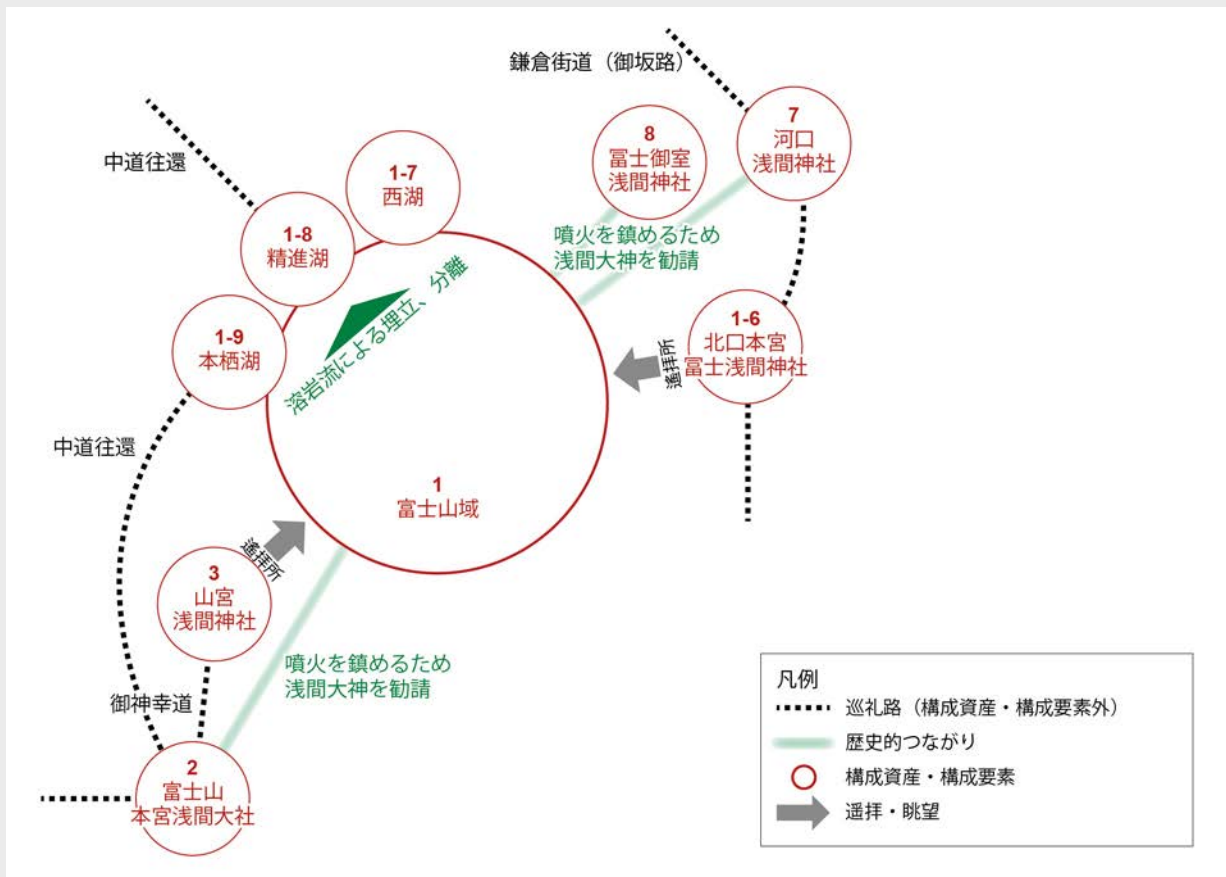 鎌倉街道（御坂路）
7
河口
浅間神社
8
冨士御室
浅間神社
中道往還
1-7
西湖
1-8
精進湖
噴火を鎮めるため
浅間大神を勧請
溶岩流による埋立、分離
1-9
本栖湖
1-6
北口本宮
冨士浅間神社
遙拝所
中道往還
1
富士山域
遙拝所
3
山宮
浅間神社
噴火を鎮めるため
浅間大神を勧請
御神幸道
2
富士山
本宮浅間大社
凡例
巡礼路（構成資産・構成要素外）
歴史的つながり
構成資産・構成要素
遥拝・眺望